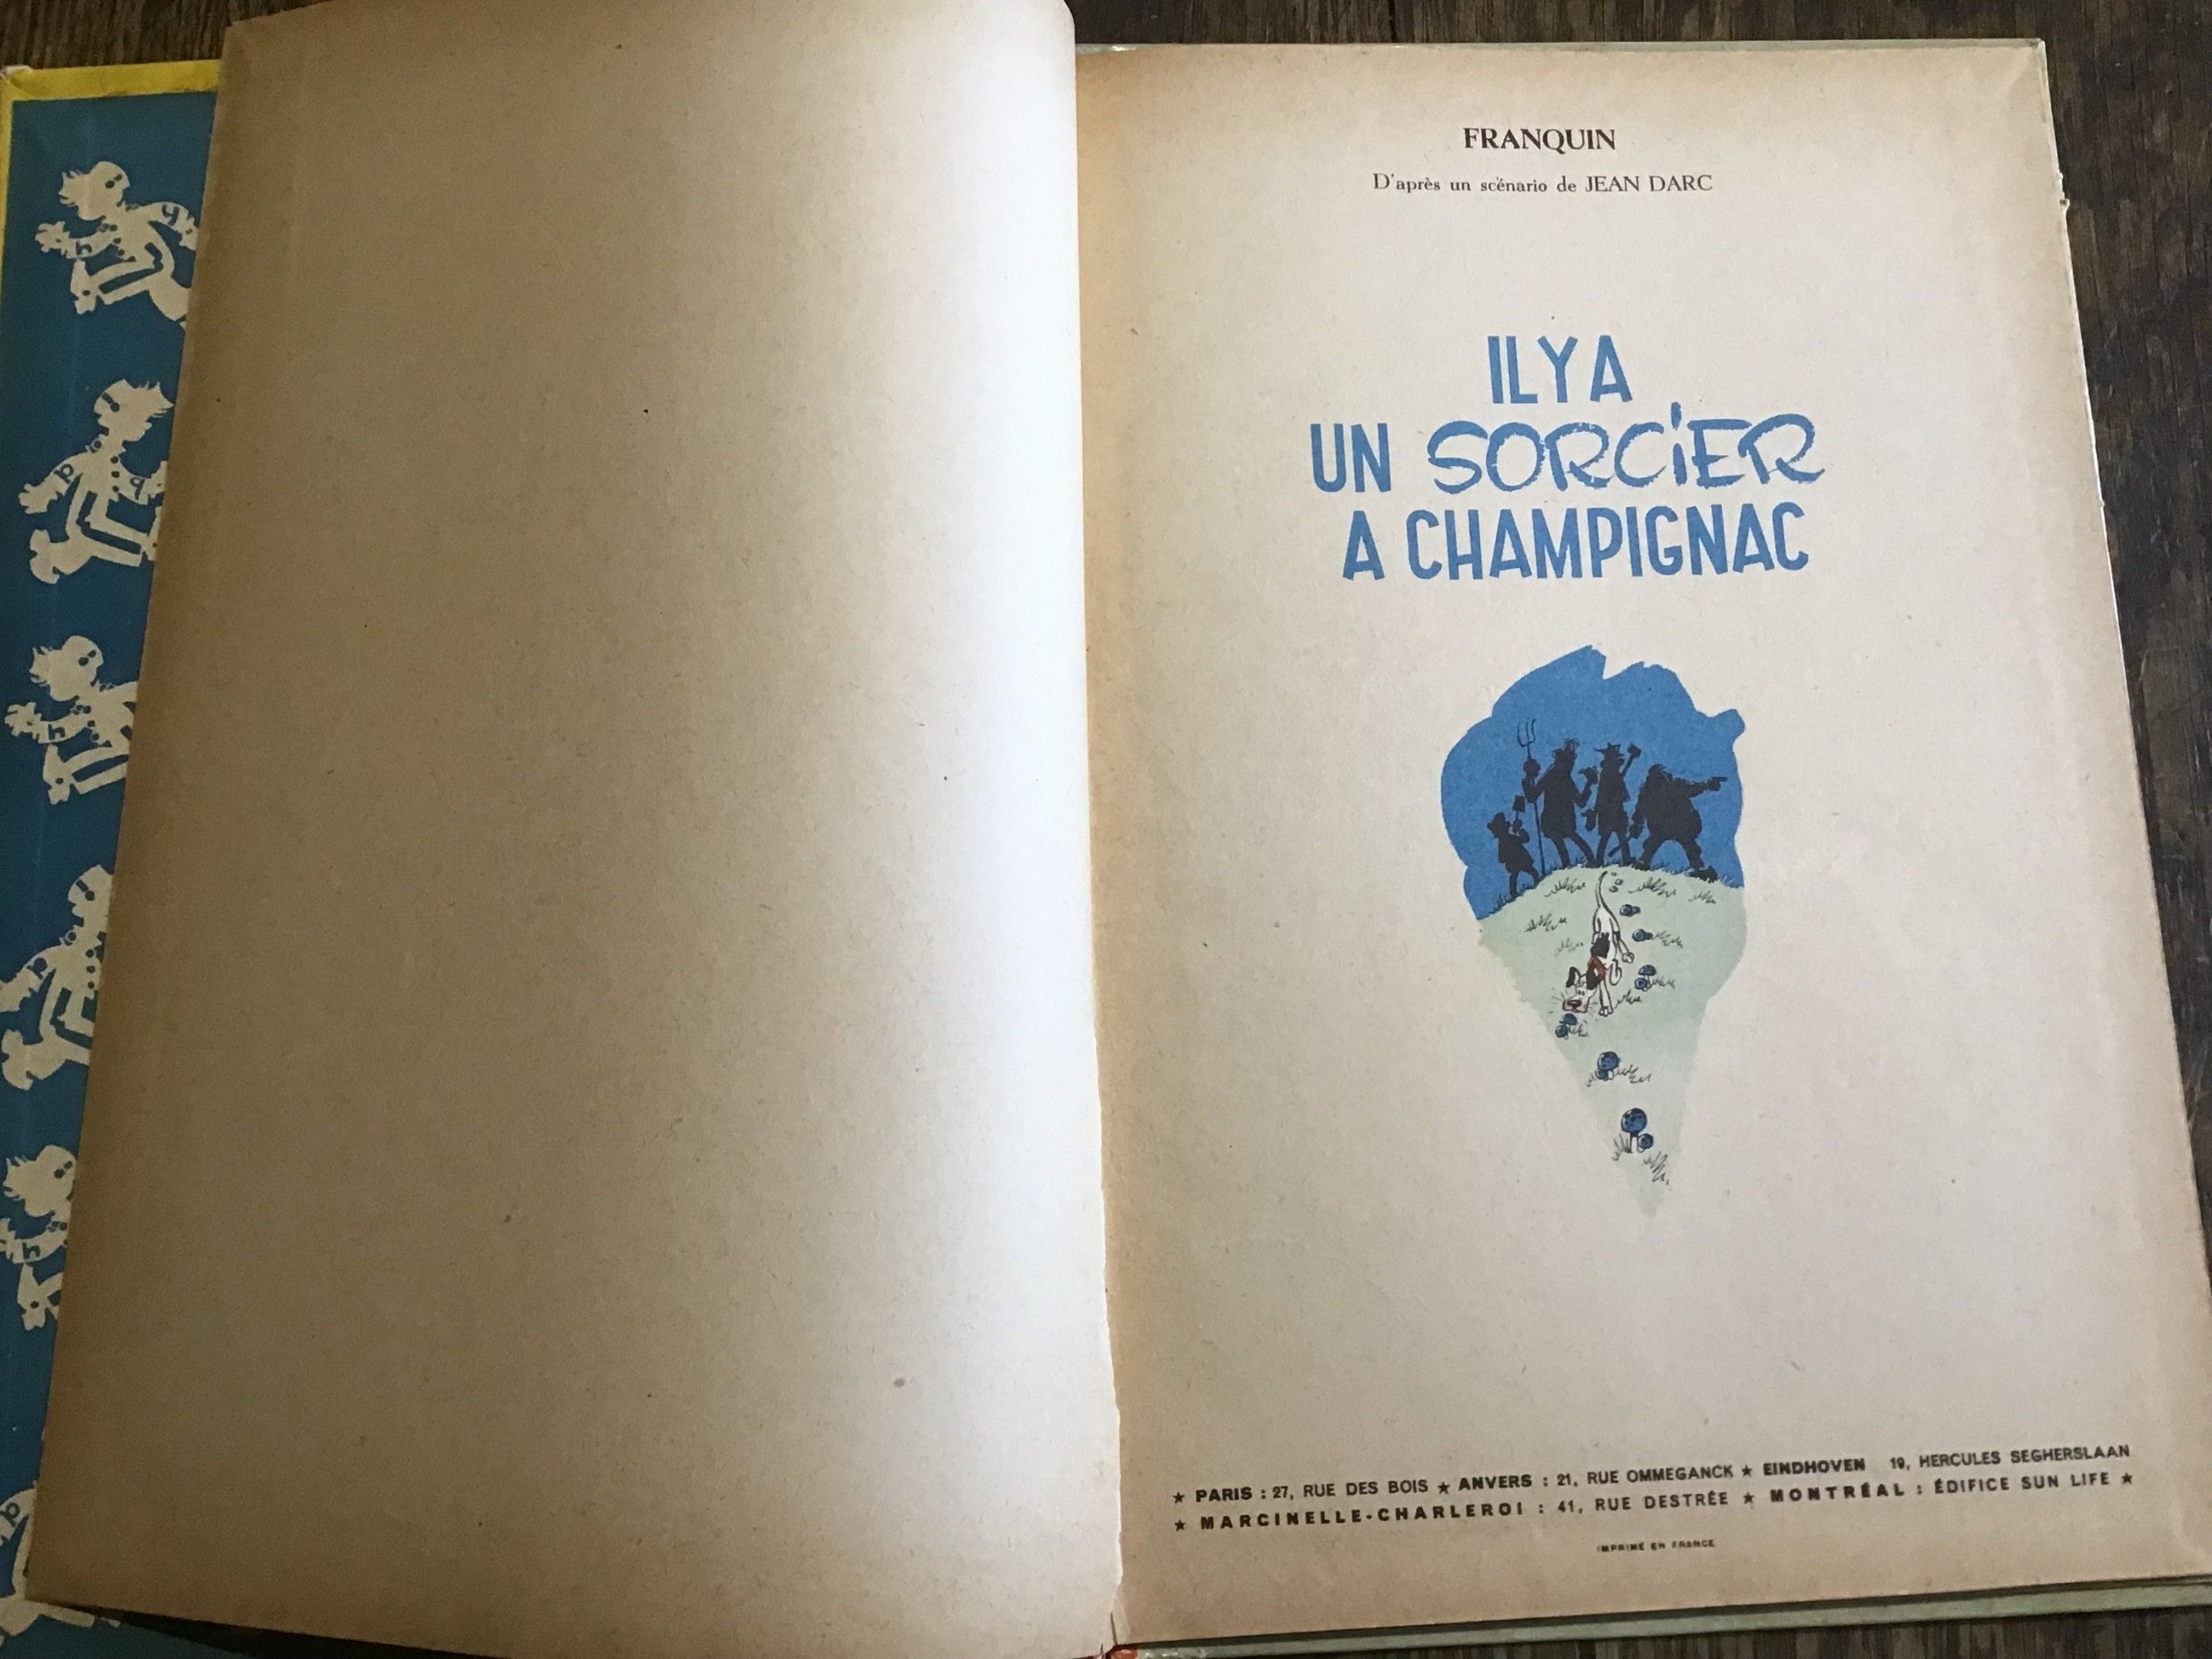 FRANQUIN
D'après un scénario de JEAN DARC
IL Y A
UN SORCiER
A CHAMPIGNAC
★ PARIS : 27, RUE DES BOIS ★ ANVERS : 21, RUE OMMEGANCK ★ EINDHOVEN 19, HERCULES SEGHERSLAAN
★ MARCINELLE-CHARLEROI : 41, RUE DESTRÉE ★ MONTRÉAL : ÉDIFICE SUN LIFE ★
IMPRIMÉ EN FRANCE